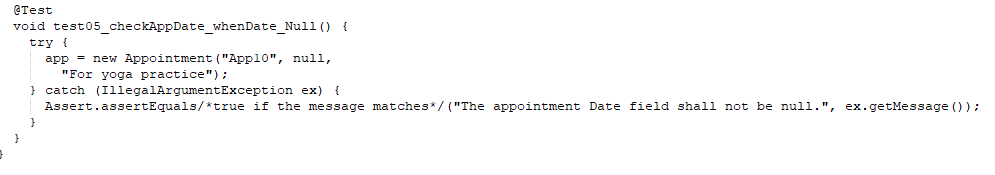 @Test
void test05_checkAppDate_whenDate_Null() {
try {
app = new Appointment("App10", null,
"For yoga practice");
} catch (IllegalArgumentException ex) {
Assert.assertEquals/*true if the message matches*/("The appointment Date field shall not be null.", ex.getMessage());
}
}
}